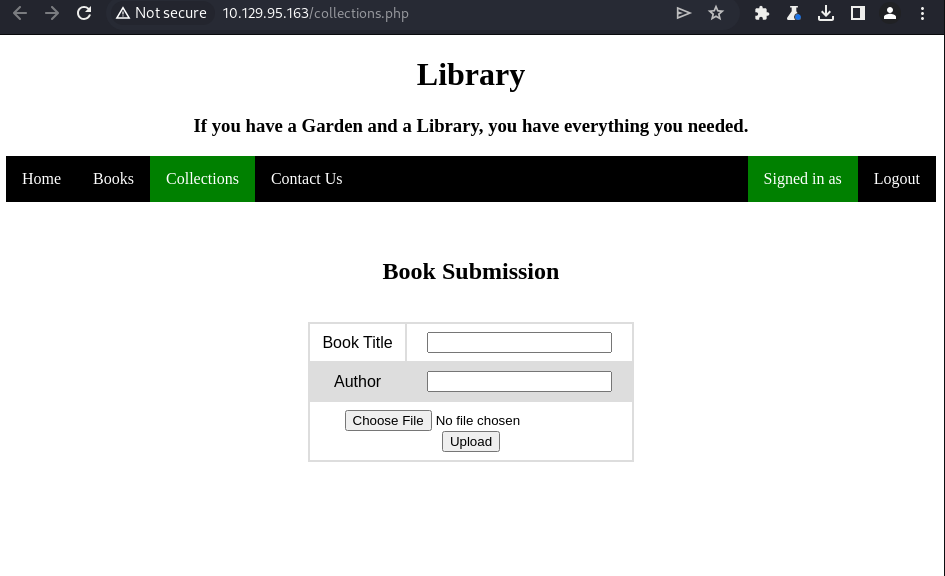 Not secure 10.129.95.163/collections.php
Library
If you have a Garden and a Library, you have everything you needed.
Home Books Collections Contact Us Signed in as Logout
Book Submission
Book Title
Author
Choose File No file chosen
Upload